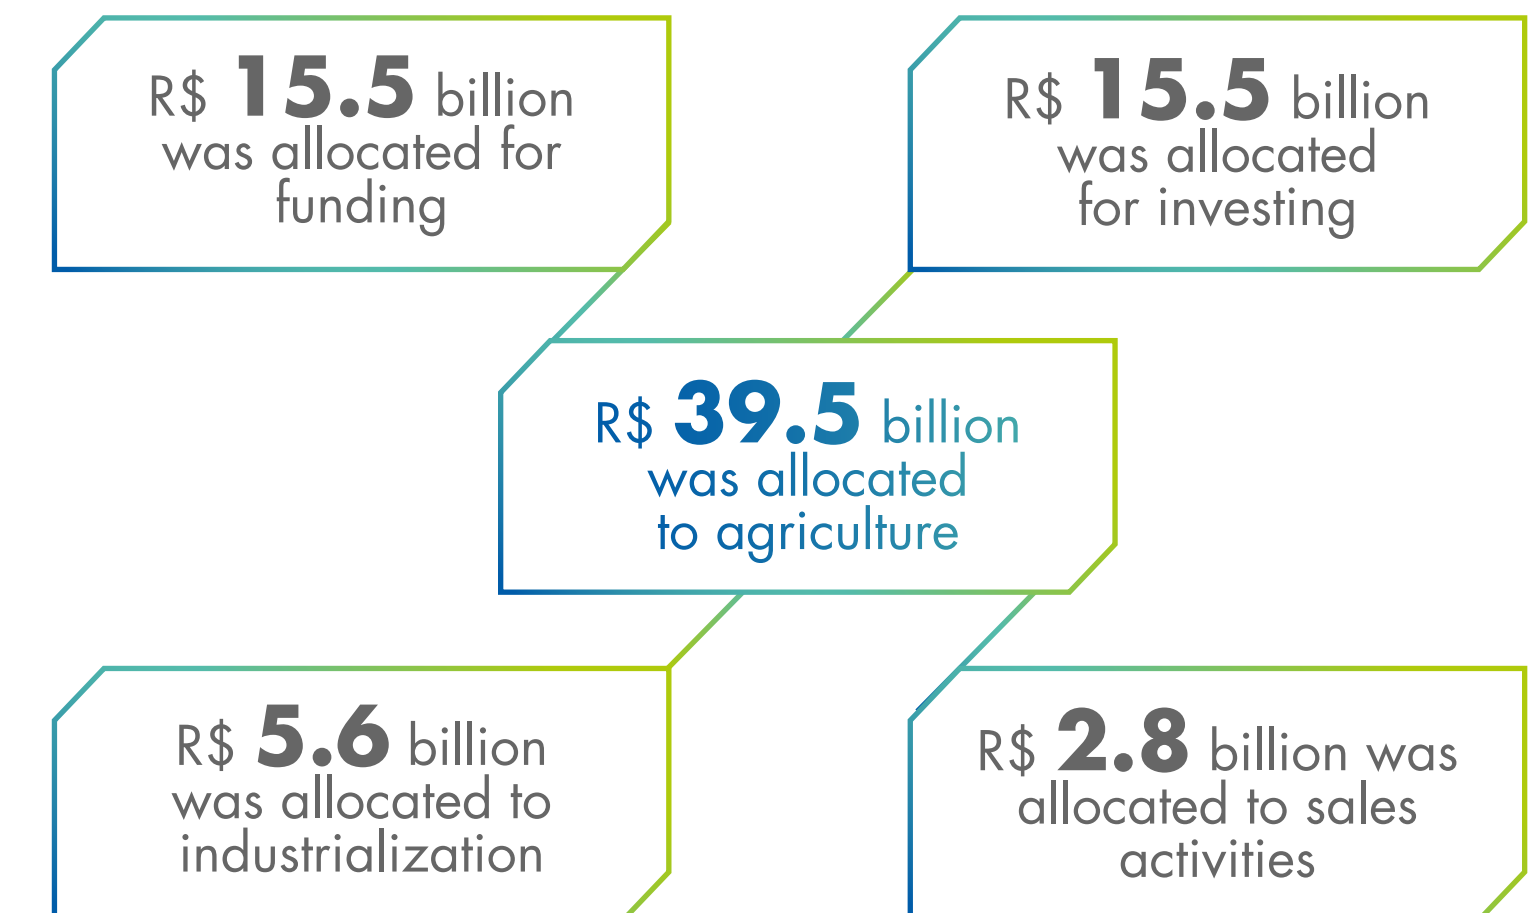 R$ 15.5 billion
was allocated for
funding
R$ 15.5 billion
was allocated
for investing
R$ 39.5 billion
was allocated
to agriculture
R$ 5.6 billion
was allocated to
industrialization
R$ 2.8 billion was
allocated to sales
activities